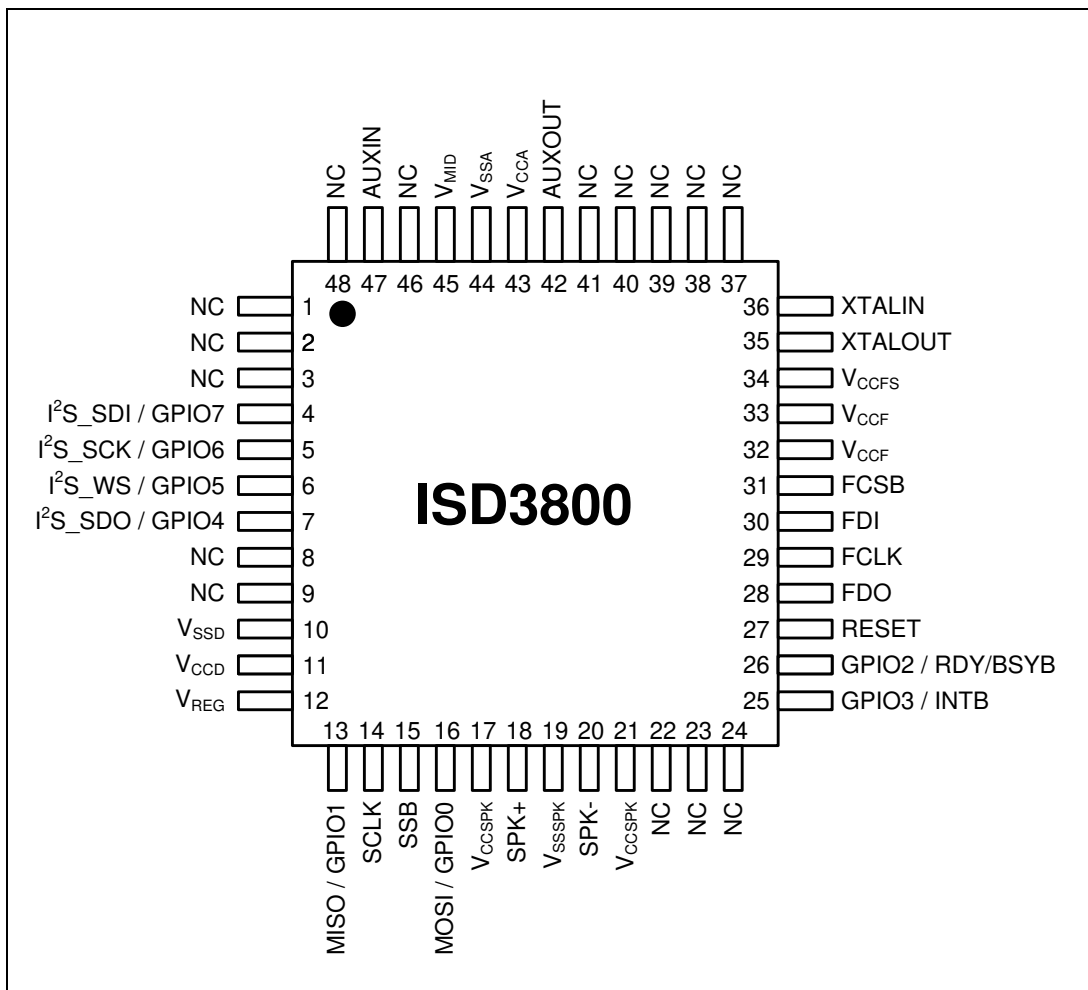 NC
AUXIN
NC
VMID
VSSA
VCCA
AUXOUT
NC
NC
NC
NC
NC
48 47 46 45 44 43 42 41 40 39 38 37
NC 1
NC 2
NC 3
I²S_SDI / GPIO7 4
I²S_SCK / GPIO6 5
I²S_WS / GPIO5 6
I²S_SDO / GPIO4 7
NC 8
NC 9
VSSD 10
VCCD 11
VREG 12
ISD3800
36 XTALIN
35 XTALOUT
34 VCCFS
33 VCCF
32 VCCF
31 FCSB
30 FDI
29 FCLK
28 FDO
27 RESET
26 GPIO2 / RDY/BSYB
25 GPIO3 / INTB
13 14 15 16 17 18 19 20 21 22 23 24
MISO / GPIO1
SCLK
SSB
MOSI / GPIO0
VCCSPK
SPK+
VSSSPK
SPK-
VCCSPK
NC
NC
NC